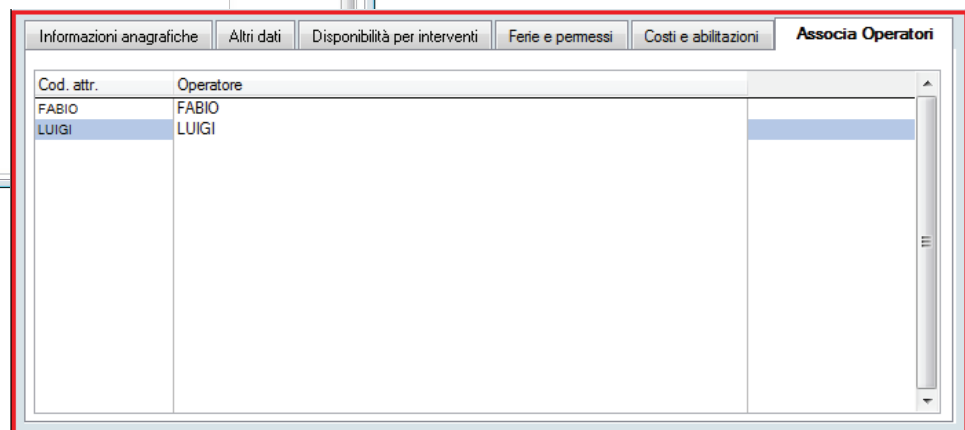 Informazioni anagrafiche Altri dati Disponibilità per interventi Ferie e permessi Costi e abilitazioni Associa Operatori
Cod. attr. Operatore
FABIO FABIO
LUIGI LUIGI